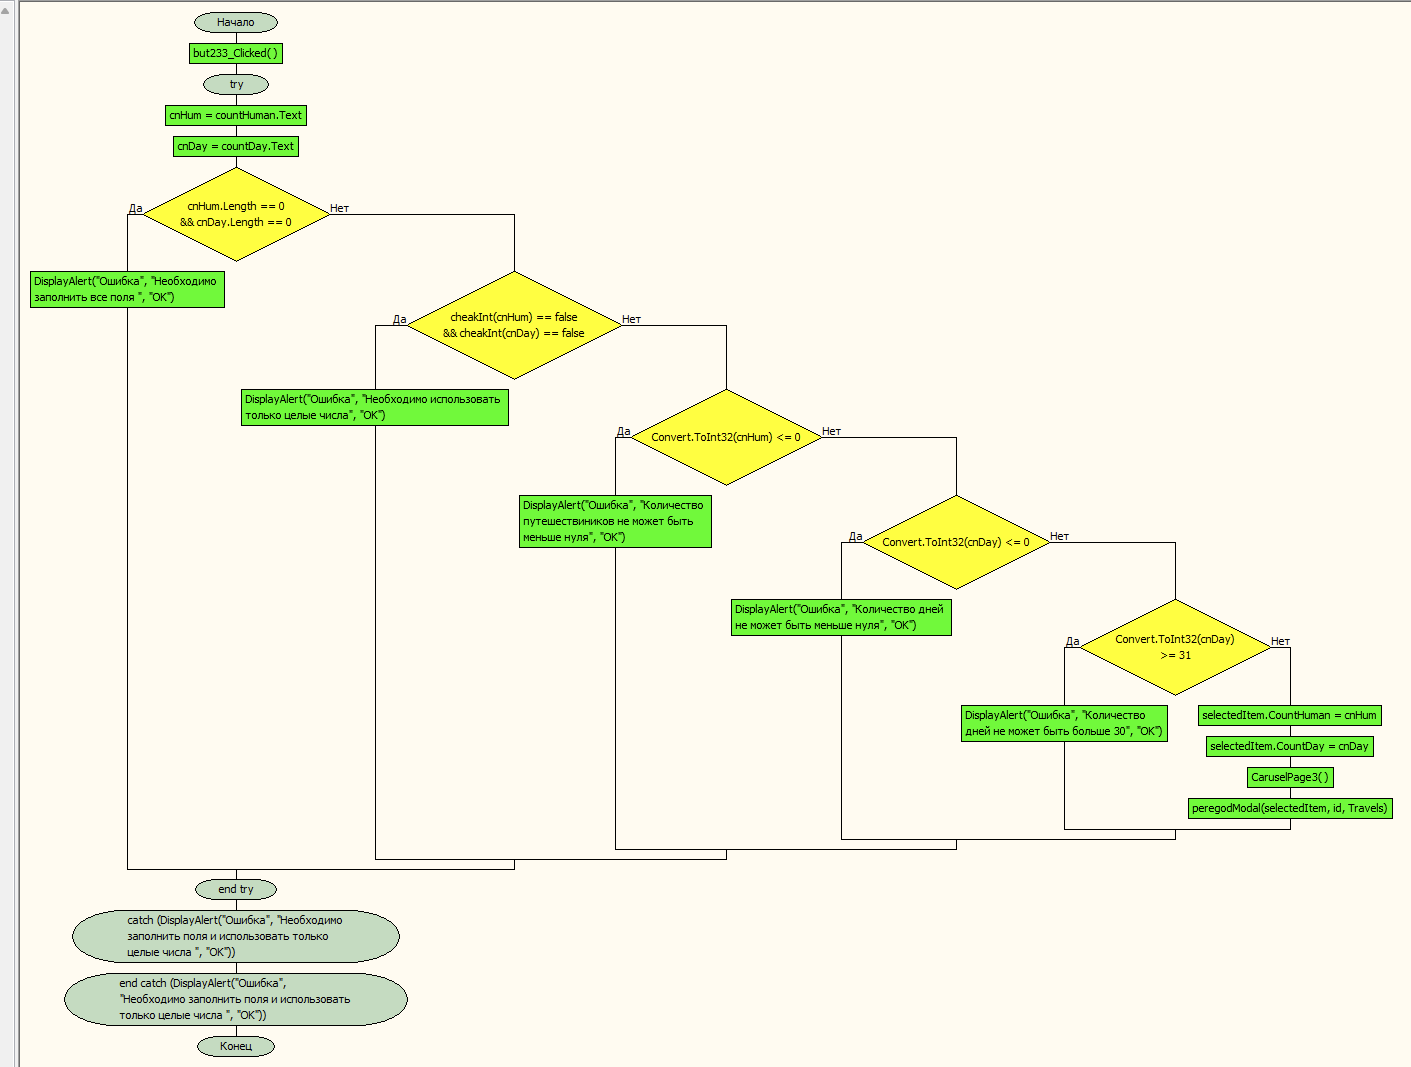 Начало
but233_Clicked( )
try
cnHum = countHuman.Text
cnDay = countDay.Text
cnHum.Length == 0
&& cnDay.Length == 0
Да
Нет
DisplayAlert("Ошибка", "Необходимо
заполнить все поля ", "OK")
cheakInt(cnHum) == false
&& cheakInt(cnDay) == false
Да
Нет
DisplayAlert("Ошибка", "Необходимо использовать
только целые числа", "OK")
Convert.ToInt32(cnHum) <= 0
Да
Нет
DisplayAlert("Ошибка", "Количество
путешествиников не может быть
меньше нуля", "OK")
Convert.ToInt32(cnDay) <= 0
Да
Нет
DisplayAlert("Ошибка", "Количество дней
не может быть меньше нуля", "OK")
Convert.ToInt32(cnDay)
>= 31
Да
Нет
DisplayAlert("Ошибка", "Количество
дней не может быть больше 30", "OK")
selectedItem.CountHuman = cnHum
selectedItem.CountDay = cnDay
CaruselPage3( )
peregodModal(selectedItem, id, Travels)
end try
catch (DisplayAlert("Ошибка", "Необходимо
заполнить поля и использовать только
целые числа ", "OK"))
end catch (DisplayAlert("Ошибка",
"Необходимо заполнить поля и использовать
только целые числа ", "OK"))
Конец